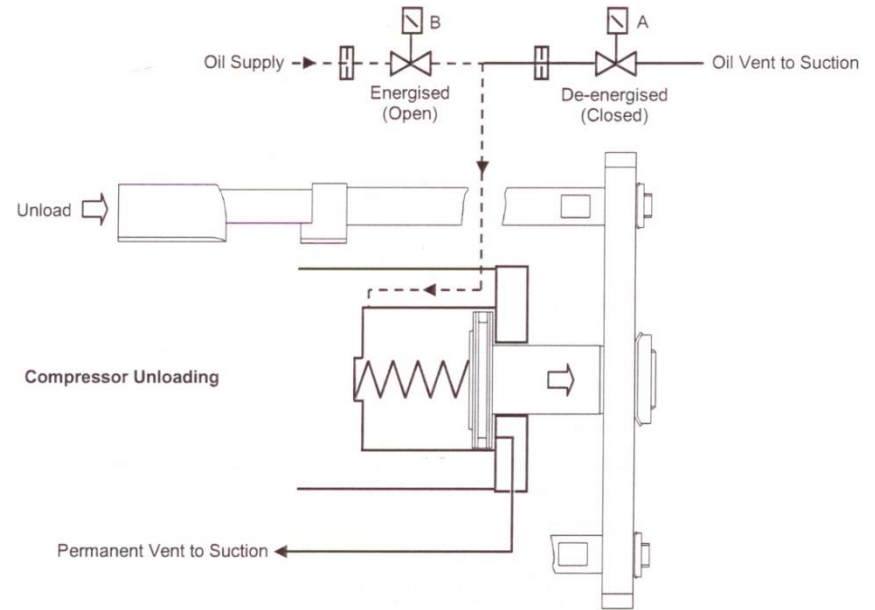 B
A
Oil Supply
Oil Vent to Suction
Energised
(Open)
De-energised
(Closed)
Unload
Compressor Unloading
Permanent Vent to Suction